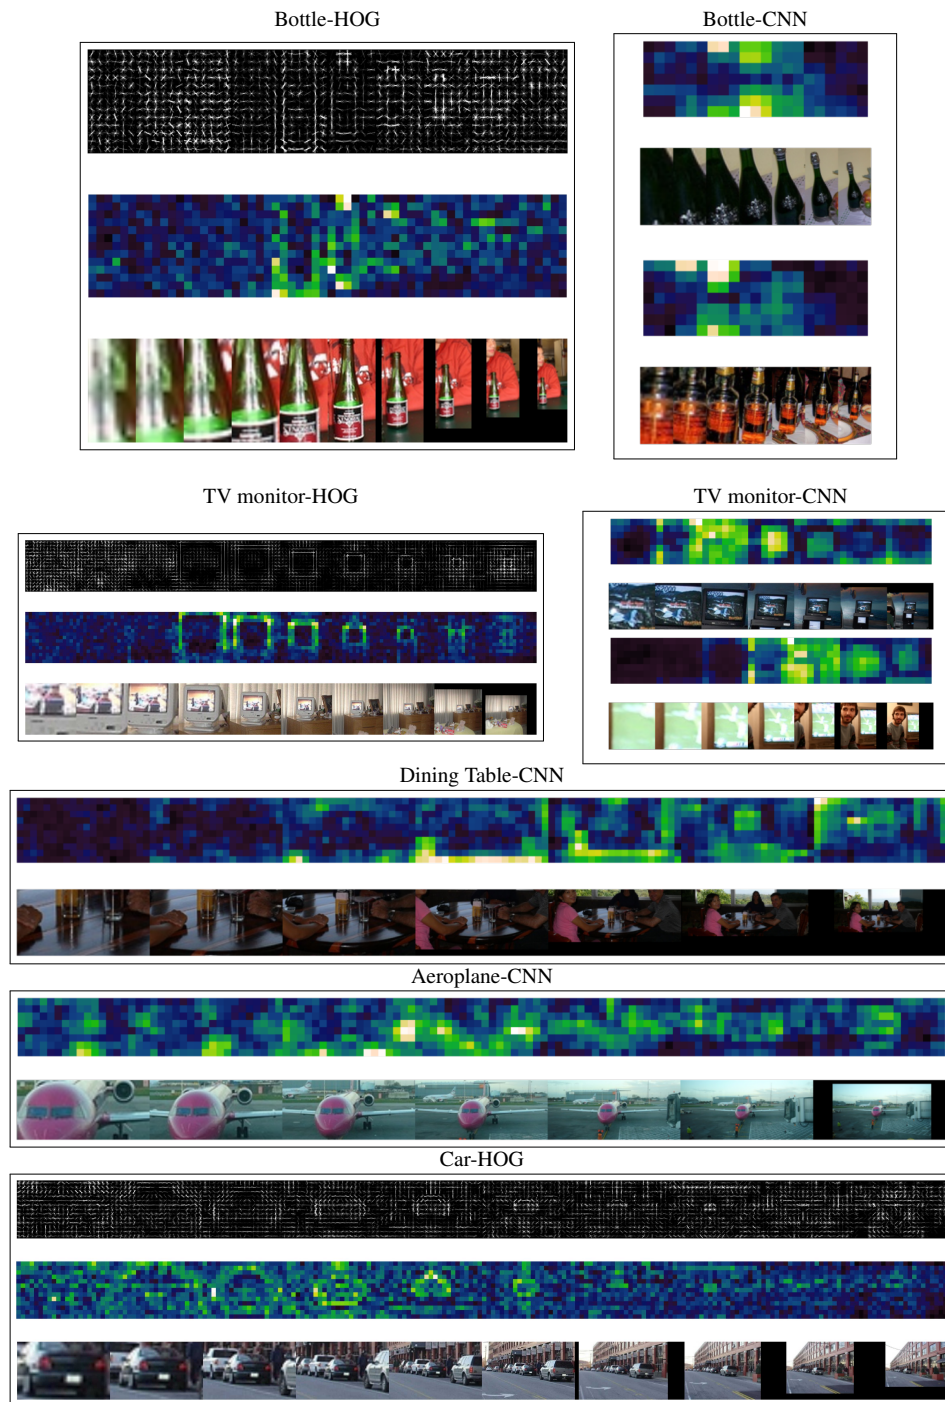 Bottle-HOG
Bottle-CNN
TV monitor-HOG
TV monitor-CNN
Dining Table-CNN
Aeroplane-CNN
Car-HOG